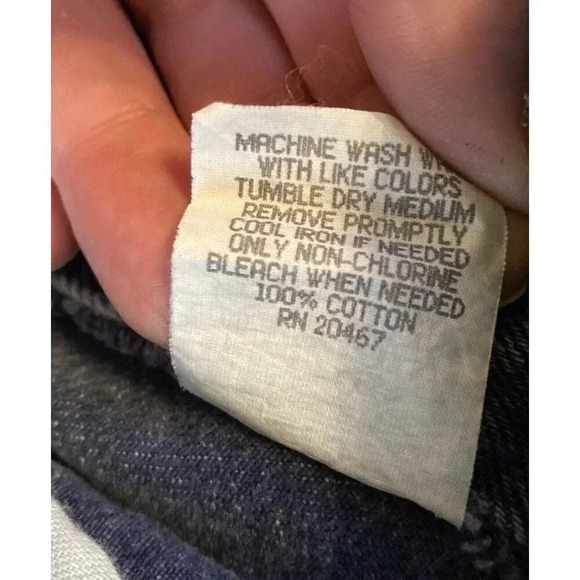 MACHINE WASH
WITH LIKE COLORS
TUMBLE DRY MEDIUM
REMOVE PROMPTLY
COOL IRON IF NEEDED
ONLY NON-CHLORINE
BLEACH WHEN NEEDED
100% COTTON
RN 20467